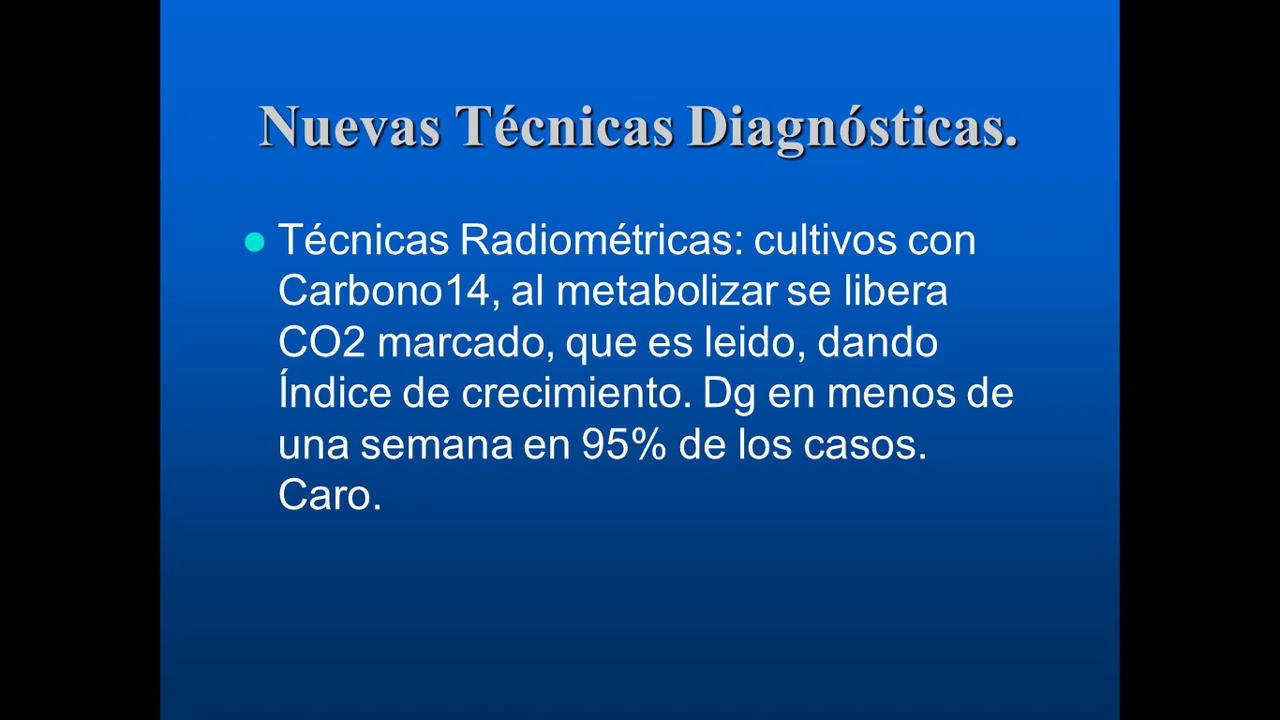 Nuevas Técnicas Diagnósticas.
Técnicas Radiométricas: cultivos con
Carbono14, al metabolizar se libera
CO2 marcado, que es leido, dando
Índice de crecimiento. Dg en menos de
una semana en 95% de los casos.
Caro.